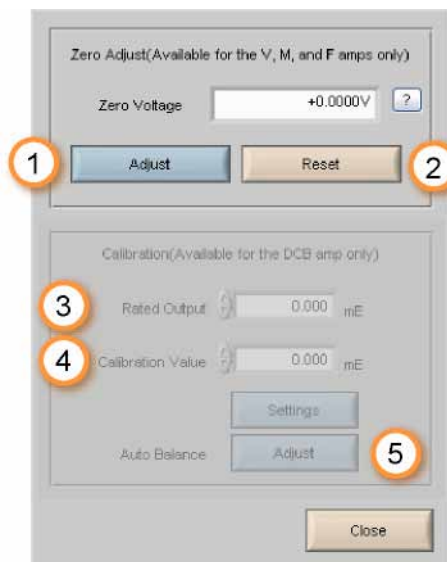 Zero Adjust(Available for the V, M, and F amps only)
Zero Voltage +0.0000V ?
1 Adjust Reset 2
Calibration(Available for the DCB amp only)
3 Rated Output 0.000 mE
4 Calibration Value 0.000 mE
Settings
Auto Balance Adjust 5
Close